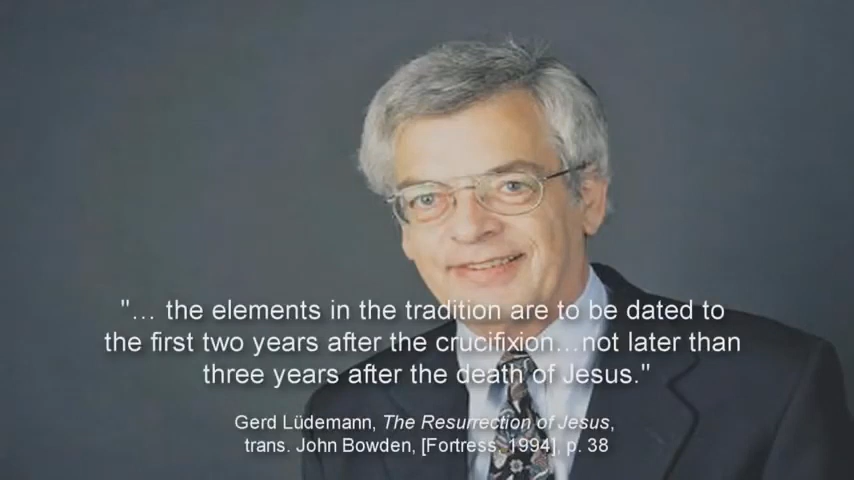 "… the elements in the tradition are to be dated to
the first two years after the crucifixion…not later than
three years after the death of Jesus."
Gerd Lüdemann, The Resurrection of Jesus,
trans. John Bowden, [Fortress, 1994], p. 38